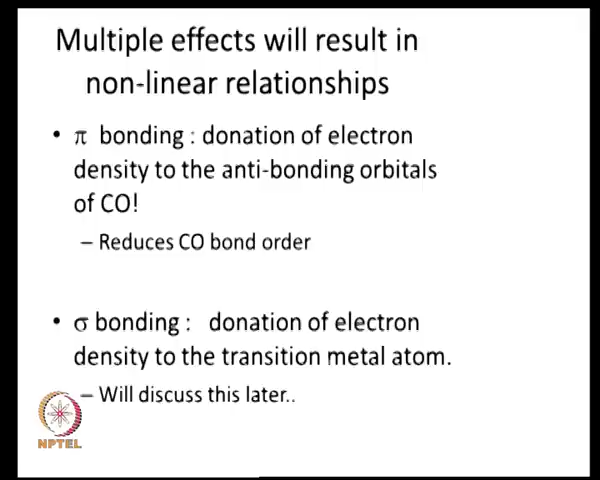 Multiple effects will result in
non-linear relationships
• π bonding : donation of electron
density to the anti-bonding orbitals
of CO!
– Reduces CO bond order
• σ bonding : donation of electron
density to the transition metal atom.
– Will discuss this later..
NPTEL